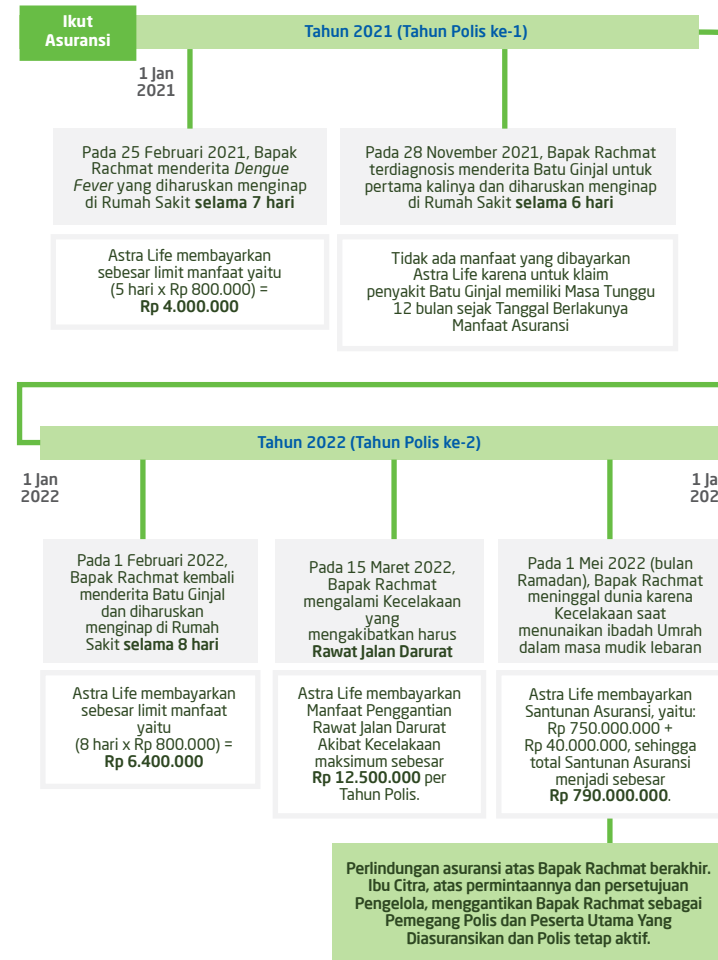 Ikut
Asuransi
Tahun 2021 (Tahun Polis ke-1)
1 Jan
2021
Pada 25 Februari 2021, Bapak
Rachmat menderita Dengue
Fever yang diharuskan menginap
di Rumah Sakit selama 7 hari
Pada 28 November 2021, Bapak Rachmat
terdiagnosis menderita Batu Ginjal untuk
pertama kalinya dan diharuskan menginap
di Rumah Sakit selama 6 hari
Astra Life membayarkan
sebesar limit manfaat yaitu
(5 hari x Rp 800.000) =
Rp 4.000.000
Tidak ada manfaat yang dibayarkan
Astra Life karena untuk klaim
penyakit Batu Ginjal memiliki Masa Tunggu
12 bulan sejak Tanggal Berlakunya
Manfaat Asuransi
Tahun 2022 (Tahun Polis ke-2)
1 Jan
2022
1 Ja
202
Pada 1 Februari 2022,
Bapak Rachmat kembali
menderita Batu Ginjal
dan diharuskan
menginap di Rumah
Sakit selama 8 hari
Pada 15 Maret 2022,
Bapak Rachmat
mengalami Kecelakaan
yang
mengakibatkan harus
Rawat Jalan Darurat
Pada 1 Mei 2022 (bulan
Ramadan), Bapak Rachmat
meninggal dunia karena
Kecelakaan saat
menunaikan ibadah Umrah
dalam masa mudik lebaran
Astra Life membayarkan
sebesar limit manfaat
yaitu
(8 hari x Rp 800.000) =
Rp 6.400.000
Astra Life membayarkan
Manfaat Penggantian
Rawat Jalan Darurat
Akibat Kecelakaan
maksimum sebesar
Rp 12.500.000 per
Tahun Polis.
Astra Life membayarkan
Santunan Asuransi, yaitu:
Rp 750.000.000 +
Rp 40.000.000, sehingga
total Santunan Asuransi
menjadi sebesar
Rp 790.000.000.
Perlindungan asuransi atas Bapak Rachmat berakhir.
Ibu Citra, atas permintaannya dan persetujuan
Pengelola, menggantikan Bapak Rachmat sebagai
Pemegang Polis dan Peserta Utama Yang
Diasuransikan dan Polis tetap aktif.